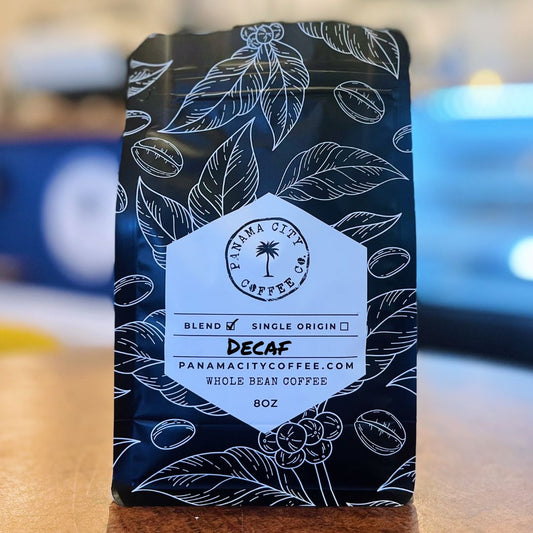 PANAMA CITY
COFFEE CO.
BLEND ☑ SINGLE ORIGIN ☐
DECAF
PANAMACITYCOFFEE.COM
WHOLE BEAN COFFEE
8OZ